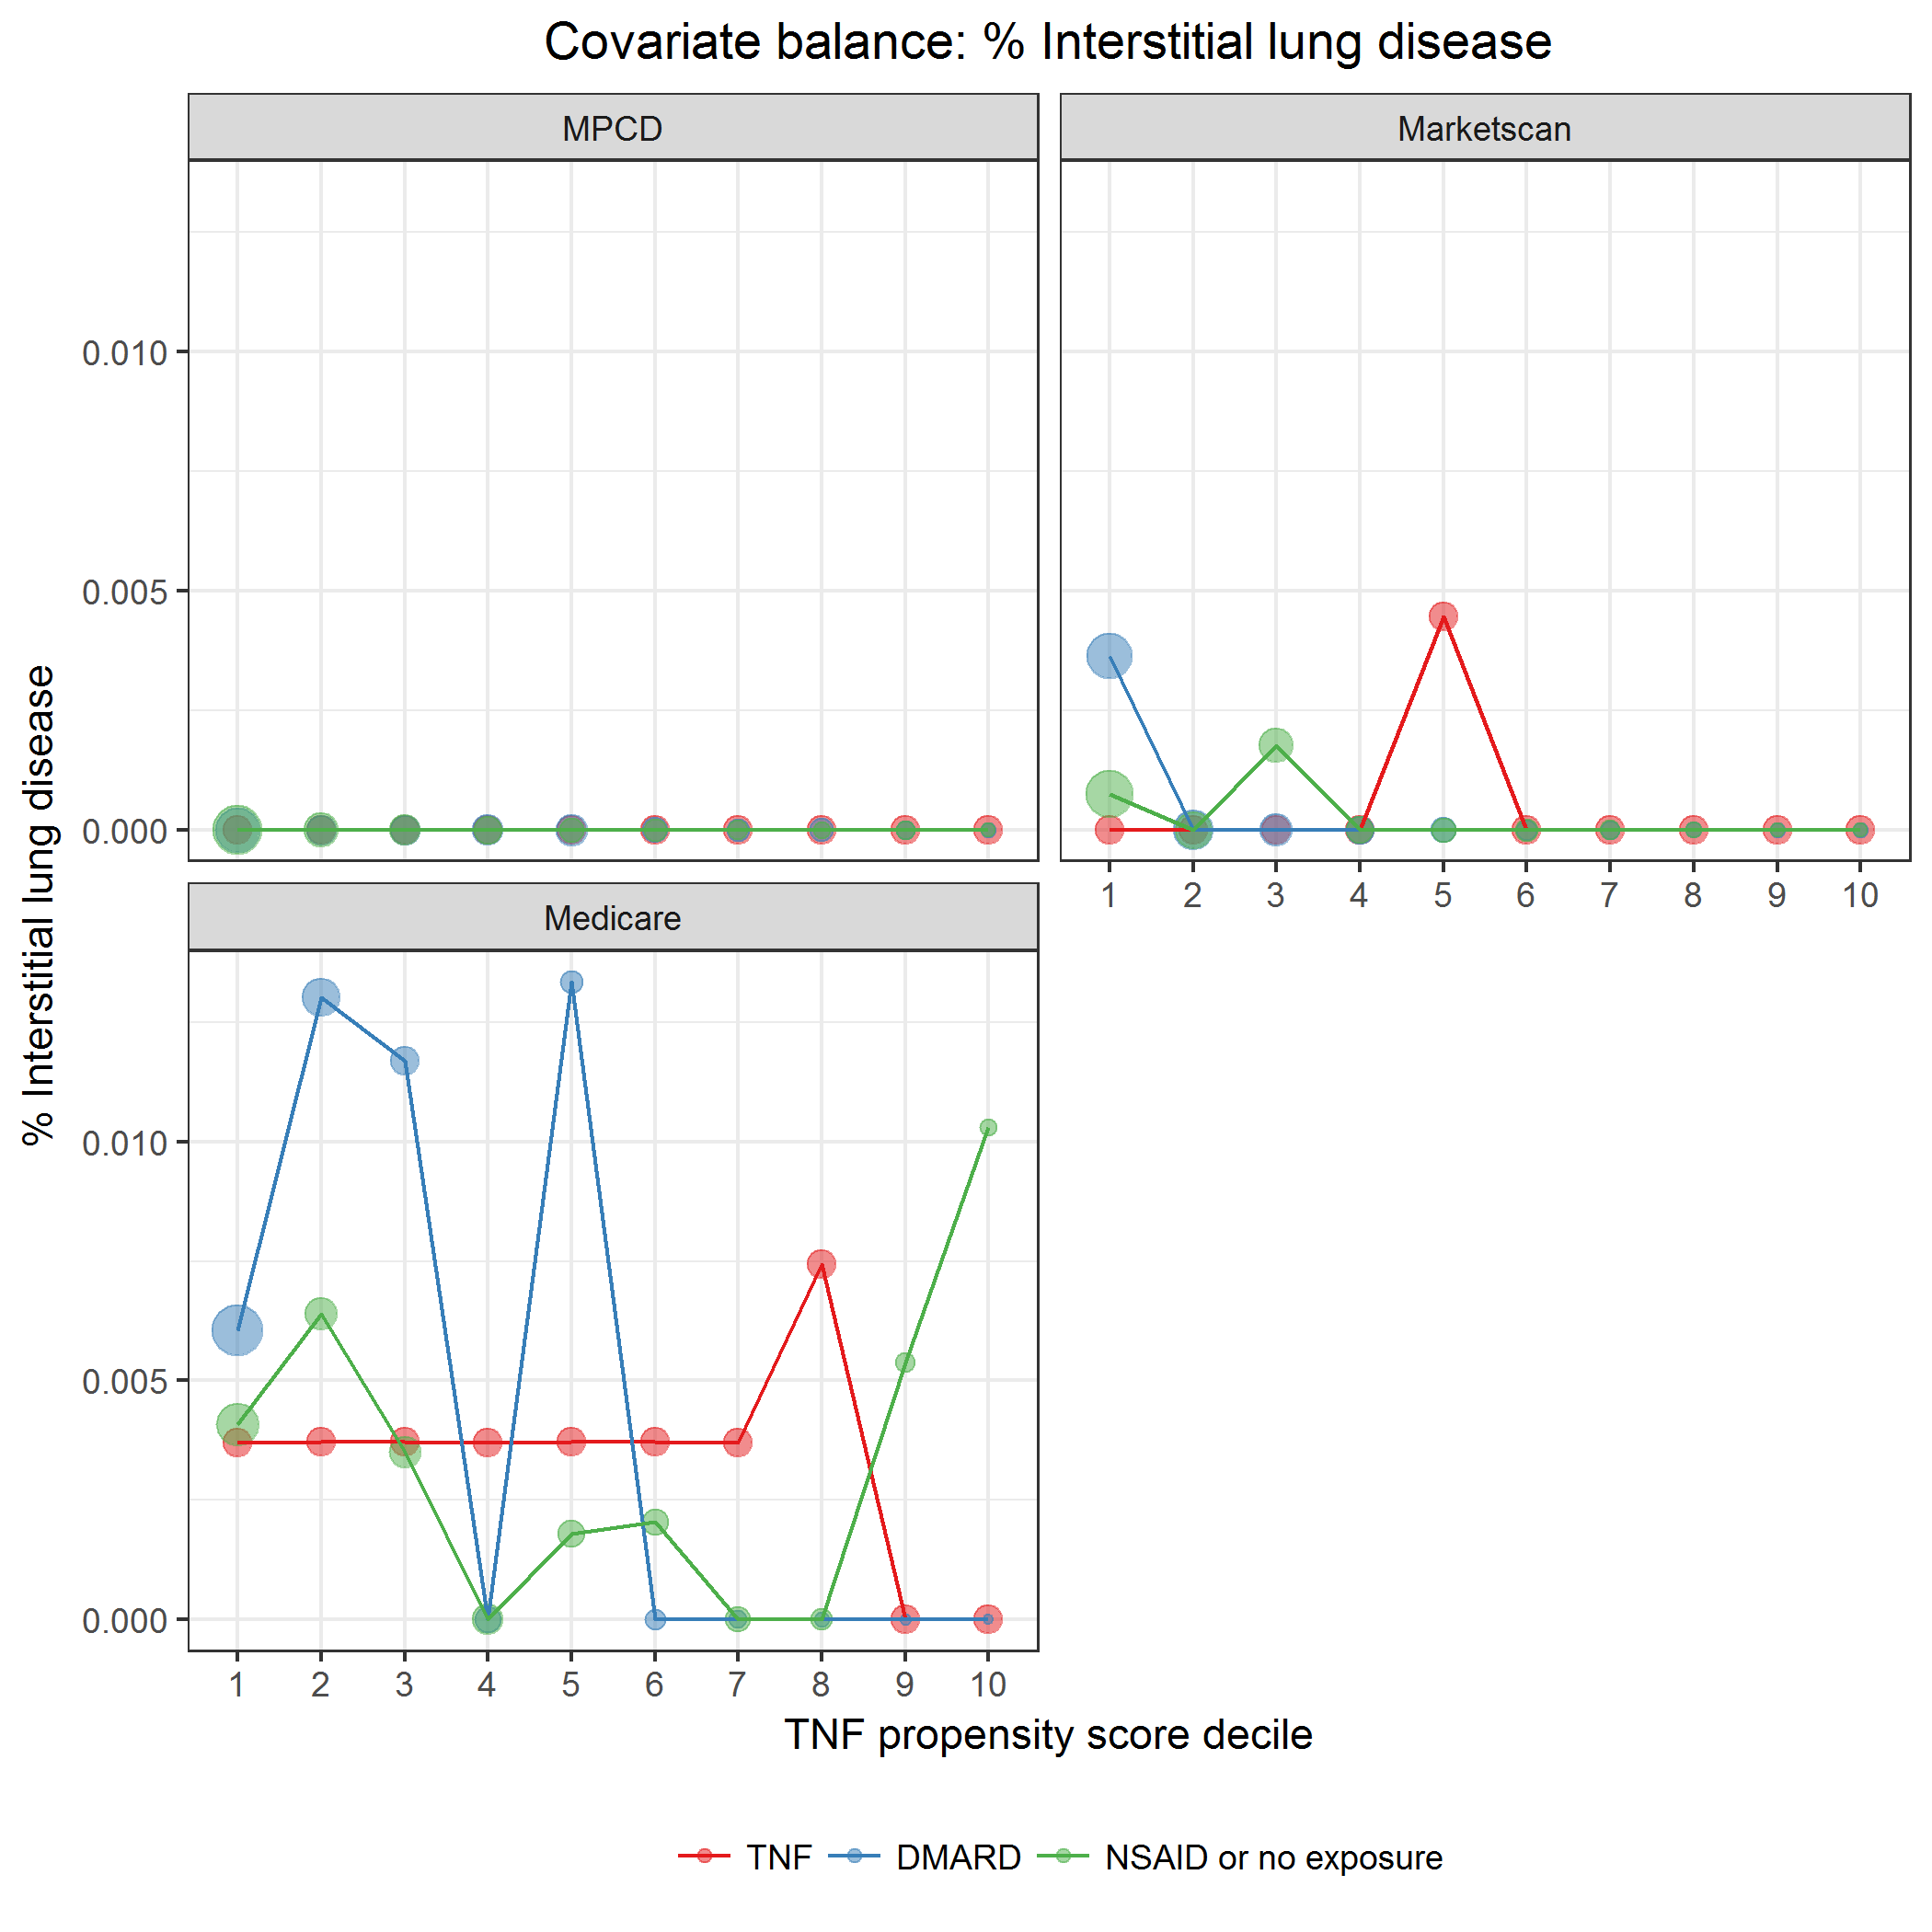 Covariate balance: % Interstitial lung disease
MPCD
Marketscan
0.010
0.005
0.000
1 2 3 4 5 6 7 8 9 10
Medicare
0.010
0.005
0.000
1 2 3 4 5 6 7 8 9 10
% Interstitial lung disease
TNF propensity score decile
TNF DMARD NSAID or no exposure